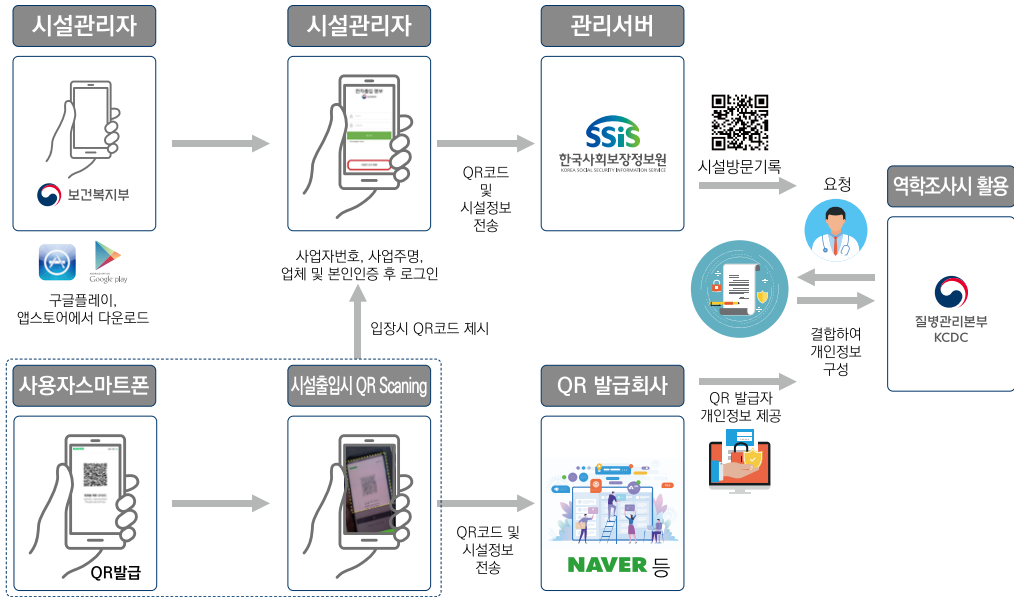 시설관리자
시설관리자
관리서버
보건복지부
전자출입 명부
SSiS
한국사회보장정보원
KOREA SOCIAL SECURITY INFORMATION SERVICE
QR코드
및
시설정보
전송
시설방문기록
요청
역학조사시 활용
Google play
구글플레이,
앱스토어에서 다운로드
사업자번호, 사업주명,
업체 및 본인인증 후 로그인
입장시 QR코드 제시
결합하여
개인정보
구성
질병관리본부
KCDC
사용자스마트폰
시설출입시 QR Scaning
QR 발급회사
QR 발급자
개인정보 제공
QR발급
QR코드 및
시설정보
전송
NAVER 등